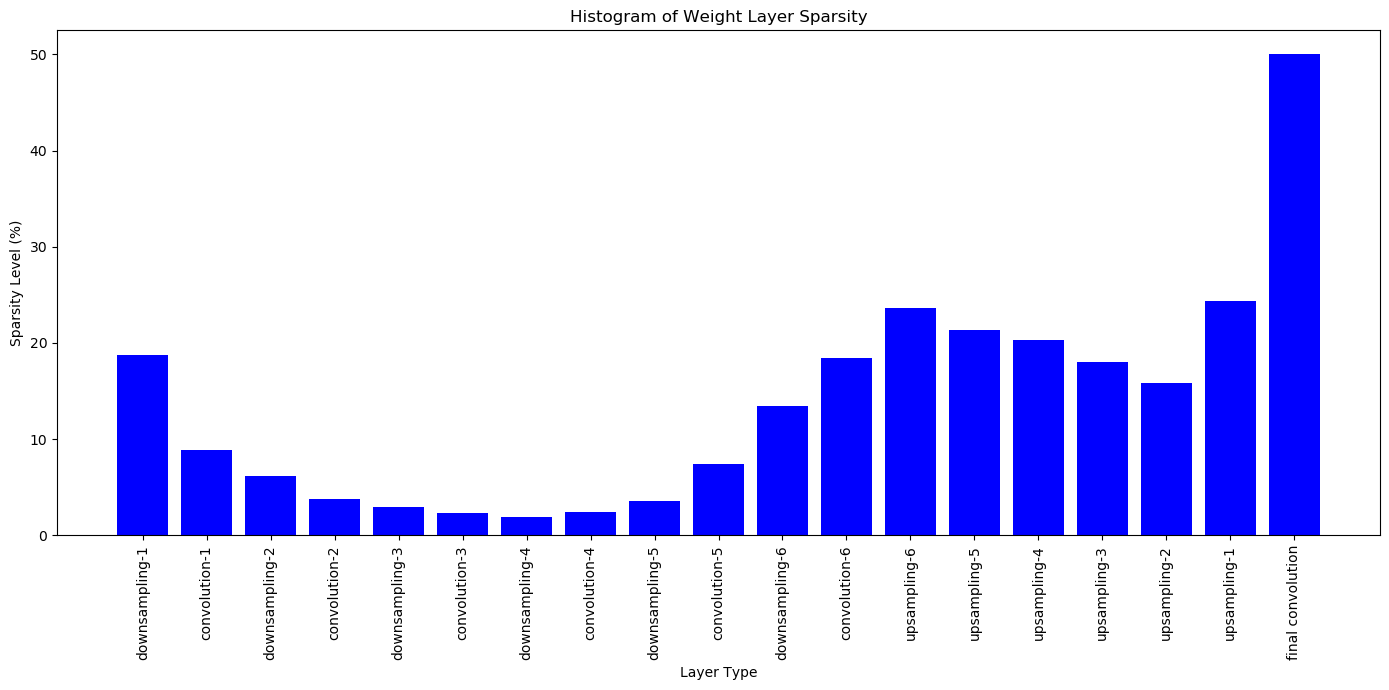 Histogram of Weight Layer Sparsity
Sparsity Level (%)
50
40
30
20
10
0
downsampling-1
convolution-1
downsampling-2
convolution-2
downsampling-3
convolution-3
downsampling-4
convolution-4
downsampling-5
convolution-5
downsampling-6
convolution-6
upsampling-6
upsampling-5
upsampling-4
upsampling-3
upsampling-2
upsampling-1
final convolution
Layer Type